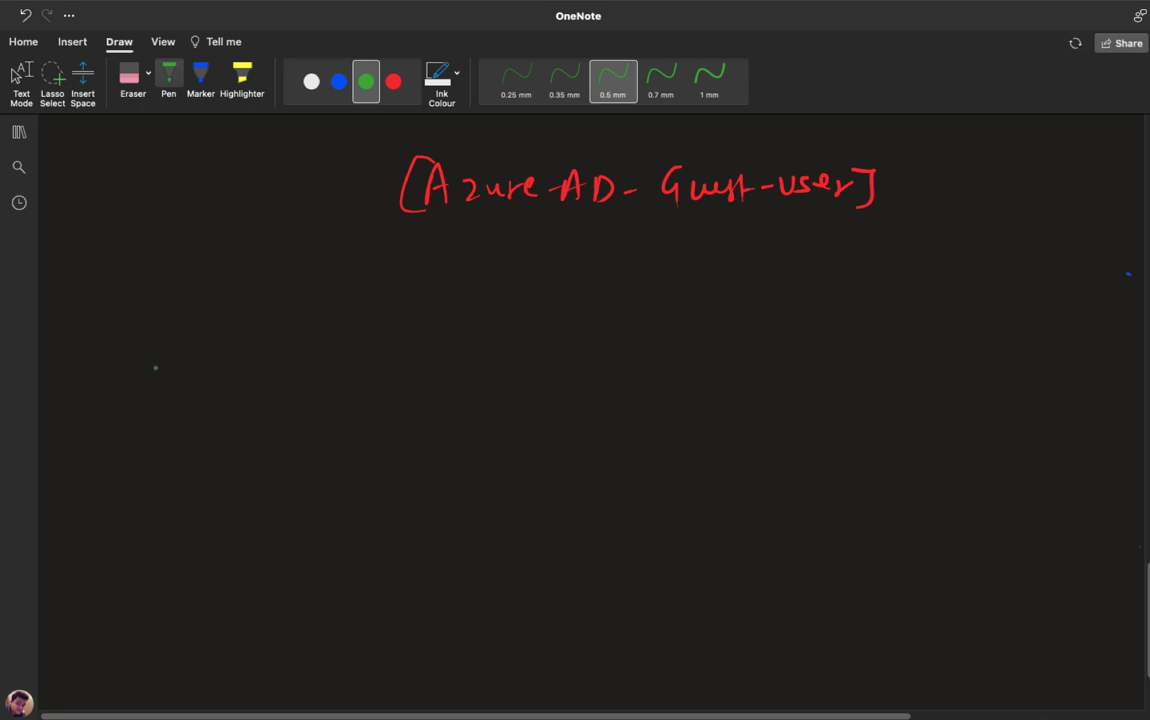 OneNote
Home Insert Draw View Tell me
Share
Text Mode
Lasso Select
Insert Space
Eraser
Pen
Marker
Highlighter
Ink Colour
0.25 mm
0.35 mm
0.5 mm
0.7 mm
1 mm
[Azure-AD-Guest-user]